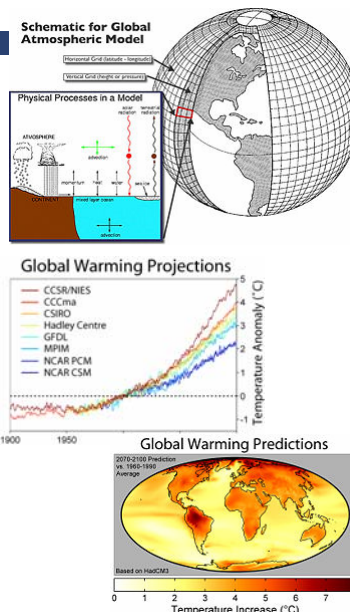 Schematic for Global
Atmospheric Model
Horizontal Grid (latitude - longitude)
Vertical Grid (height or pressure)
Physical Processes in a Model
solar
radiation
terrestrial
radiation
ATMOSPHERE
advection
momentum
heat
water
sea ice
CONTINENT
mixed layer ocean
advection
Global Warming Projections
CCSR/NIES
CCCma
CSIRO
Hadley Centre
GFDL
MPIM
NCAR PCM
NCAR CSM
5
4
3
2
1
0
-1
Temperature Anomaly (°C)
1900
1950
Global Warming Predictions
2070-2100 Prediction
vs. 1960-1990
Average
Based on HadCM3
0 1 2 3 4 5 6 7
Temperature Increase (°C)